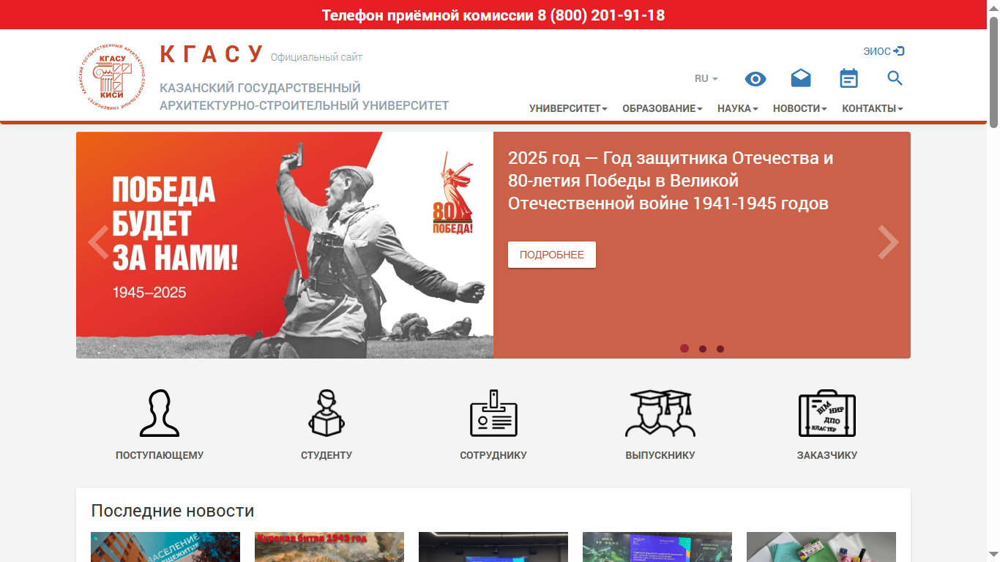 Телефон приёмной комиссии 8 (800) 201-91-18
КАЗАНСКИЙ ГОСУДАРСТВЕННЫЙ АРХИТЕКТУРНО-СТРОИТЕЛЬНЫЙ УНИВЕРСИТЕТ
КГАСУ
КИСИ
КГАСУ Официальный сайт
КАЗАНСКИЙ ГОСУДАРСТВЕННЫЙ
АРХИТЕКТУРНО-СТРОИТЕЛЬНЫЙ УНИВЕРСИТЕТ
ЭИОС
RU
УНИВЕРСИТЕТ ОБРАЗОВАНИЕ НАУКА НОВОСТИ КОНТАКТЫ
ПОБЕДА
БУДЕТ
ЗА НАМИ!
1945–2025
80
ПОБЕДА!
2025 год — Год защитника Отечества и
80-летия Победы в Великой
Отечественной войне 1941-1945 годов
ПОДРОБНЕЕ
BIM
НИР
ДПО
КЛАСТЕР
ПОСТУПАЮЩЕМУ СТУДЕНТУ СОТРУДНИКУ ВЫПУСКНИКУ ЗАКАЗЧИКУ
Последние новости
Курская битва 1943 год